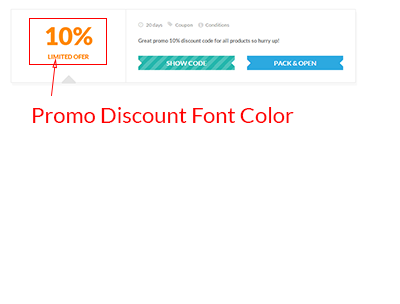 10%
LIMITED OFER
20 days Coupon Conditions
Great promo 10% discount code for all products so hurry up!
SHOW CODE PACK & OPEN
Promo Discount Font Color